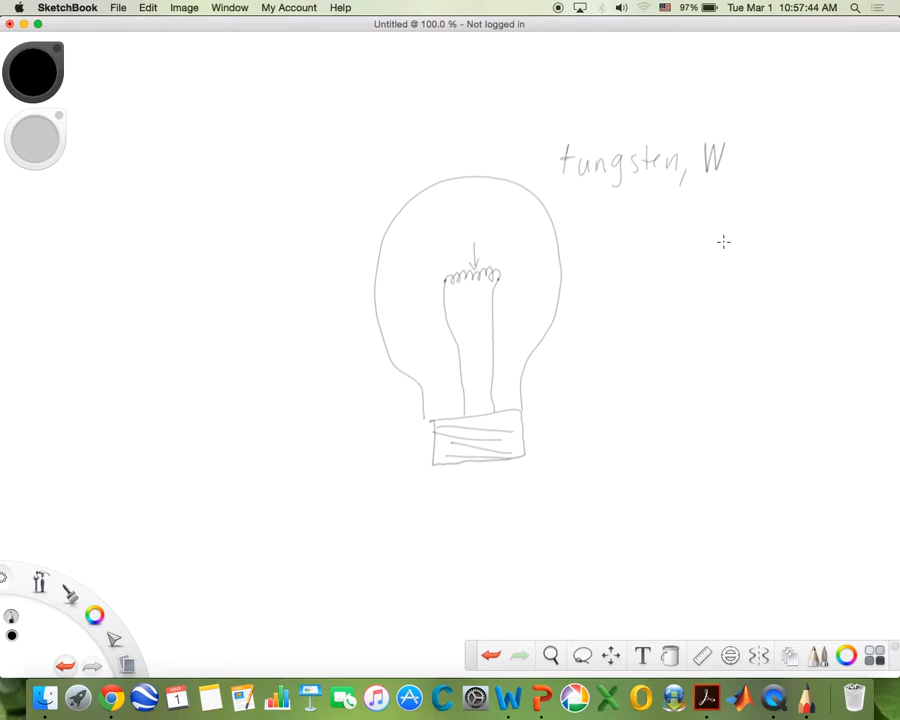 SketchBook File Edit Image Window My Account Help 97% Tue Mar 1 10:57:44 AM
Untitled @ 100.0 % - Not logged in
tungsten, W